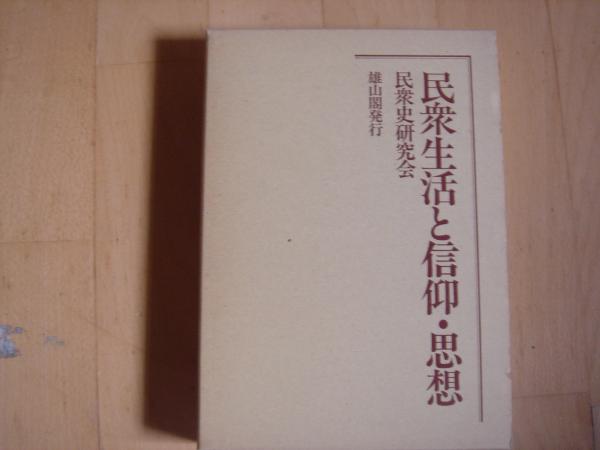 民衆生活と信仰・思想
民衆史研究会
雄山閣発行